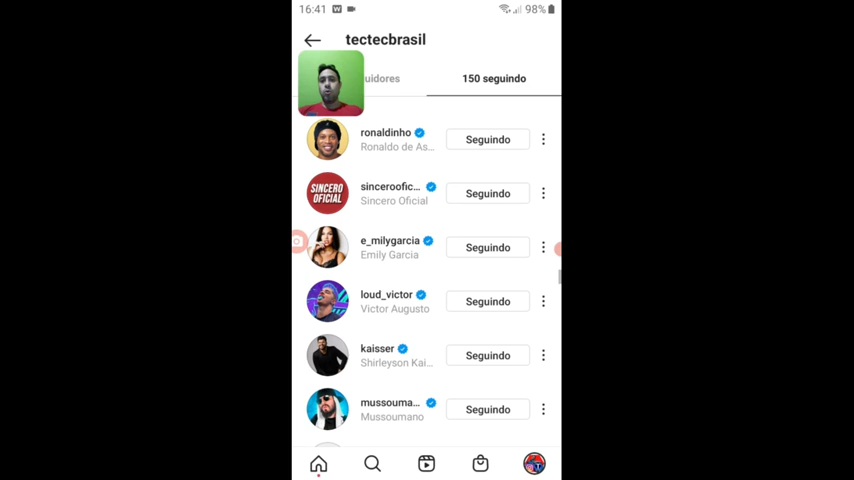 16:41 W 98%
tectecbrasil
uidores
150 seguindo
ronaldinho
Ronaldo de As...
Seguindo
SINCERO
OFICIAL
sinceroofic...
Sincero Oficial
Seguindo
e_milygarcia
Emily Garcia
Seguindo
loud_victor
Victor Augusto
Seguindo
kaisser
Shirleyson Kai...
Seguindo
mussouma...
Mussoumano
Seguindo